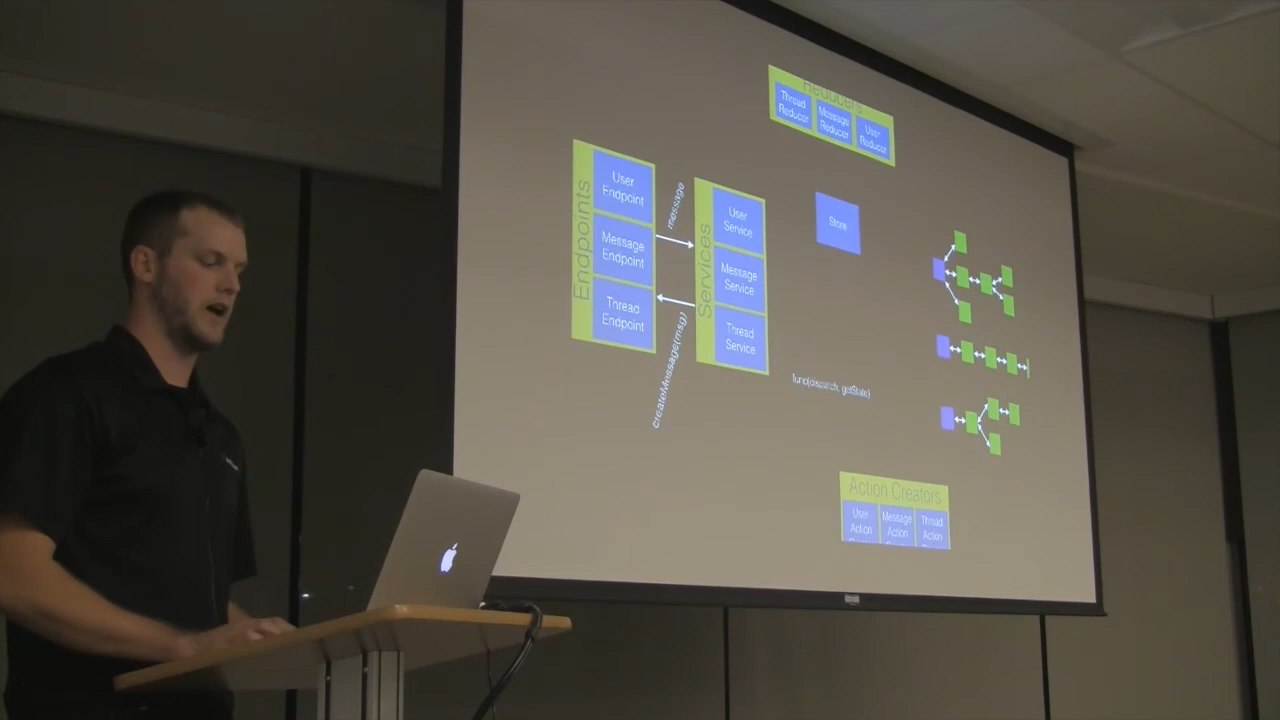 Reducers
Thread
Reducer
Message
Reducer
User
Reducer
Endpoints
User
Endpoint
Message
Endpoint
Thread
Endpoint
message
createMessage(msg)
Services
User
Service
Message
Service
Thread
Service
Store
func(dispatch, getState)
Action Creators
User
Action
Message
Action
Thread
Action